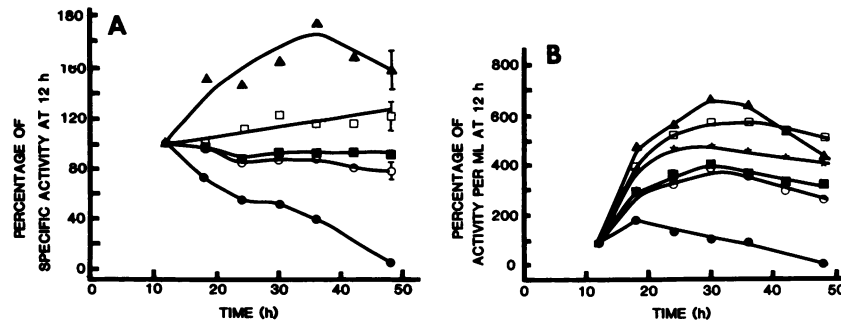 A
PERCENTAGE OF
SPECIFIC ACTIVITY AT 12 h
180
160
120
80
40
0
0
10
20
30
40
50
TIME (h)
B
PERCENTAGE OF
ACTIVITY PER ML AT 12 h
800
600
400
200
0
0
10
20
30
40
50
TIME (h)